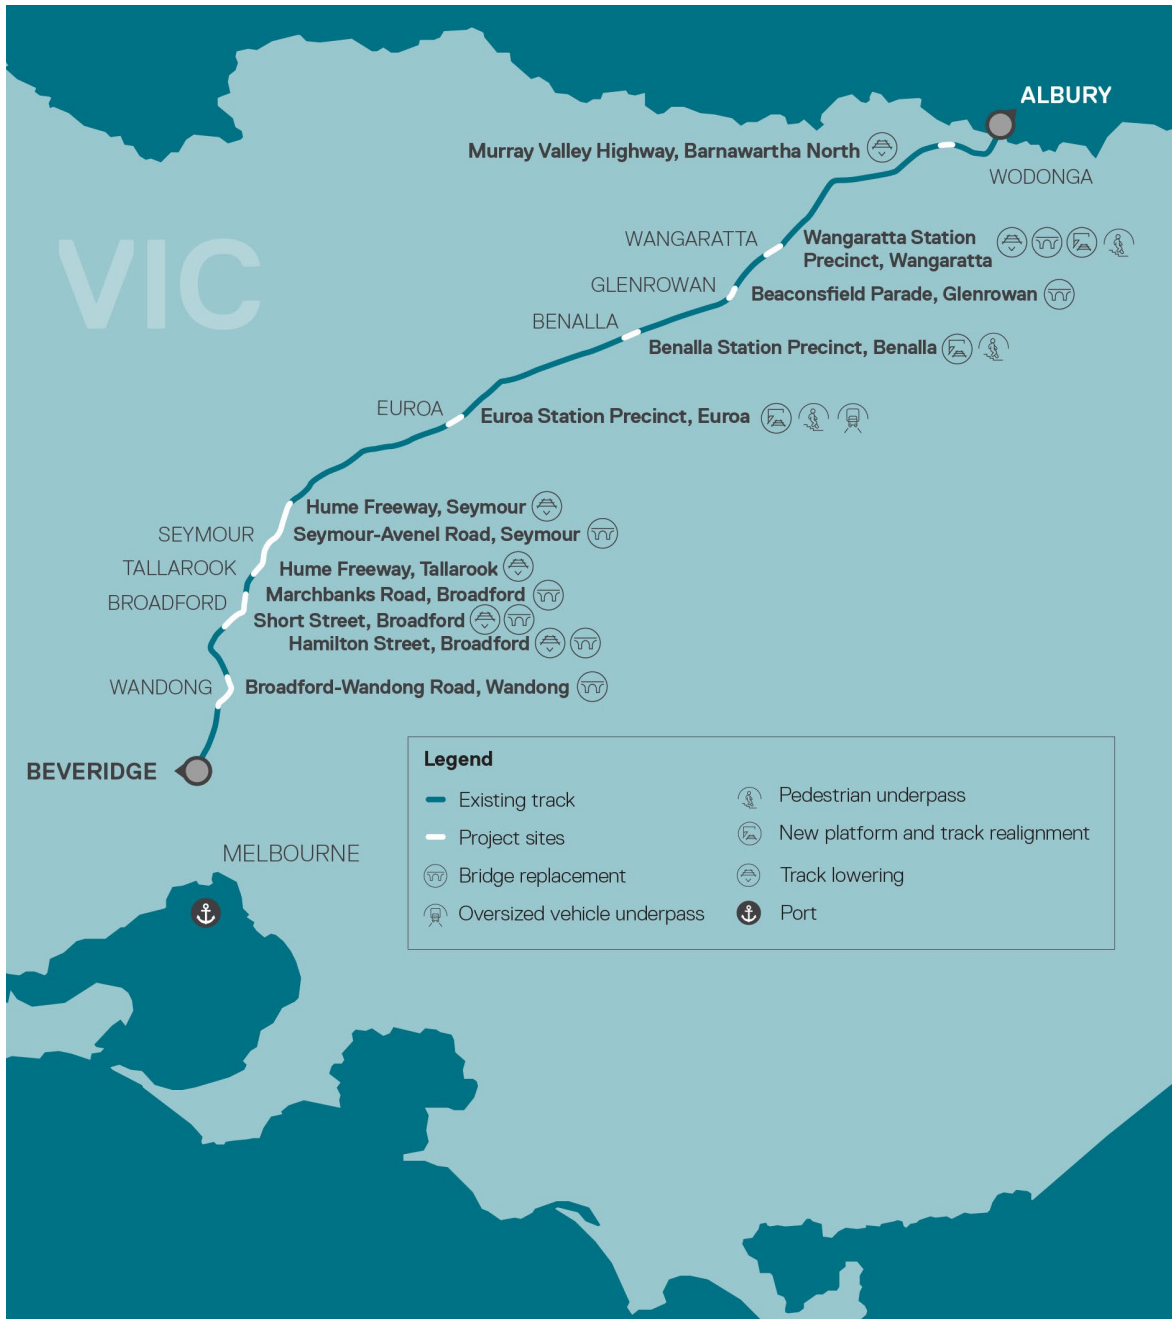 ALBURY
Murray Valley Highway, Barnawartha North
WODONGA
VIC
WANGARATTA
Wangaratta Station
Precinct, Wangaratta
GLENROWAN
Beaconsfield Parade, Glenrowan
BENALLA
Benalla Station Precinct, Benalla
EUROA
Euroa Station Precinct, Euroa
Hume Freeway, Seymour
SEYMOUR
Seymour-Avenel Road, Seymour
TALLAROOK
Hume Freeway, Tallarook
Marchbanks Road, Broadford
BROADFORD
Short Street, Broadford
Hamilton Street, Broadford
WANDONG
Broadford-Wandong Road, Wandong
BEVERIDGE
MELBOURNE
Legend
Existing track
Project sites
Bridge replacement
Oversized vehicle underpass
Pedestrian underpass
New platform and track realignment
Track lowering
Port